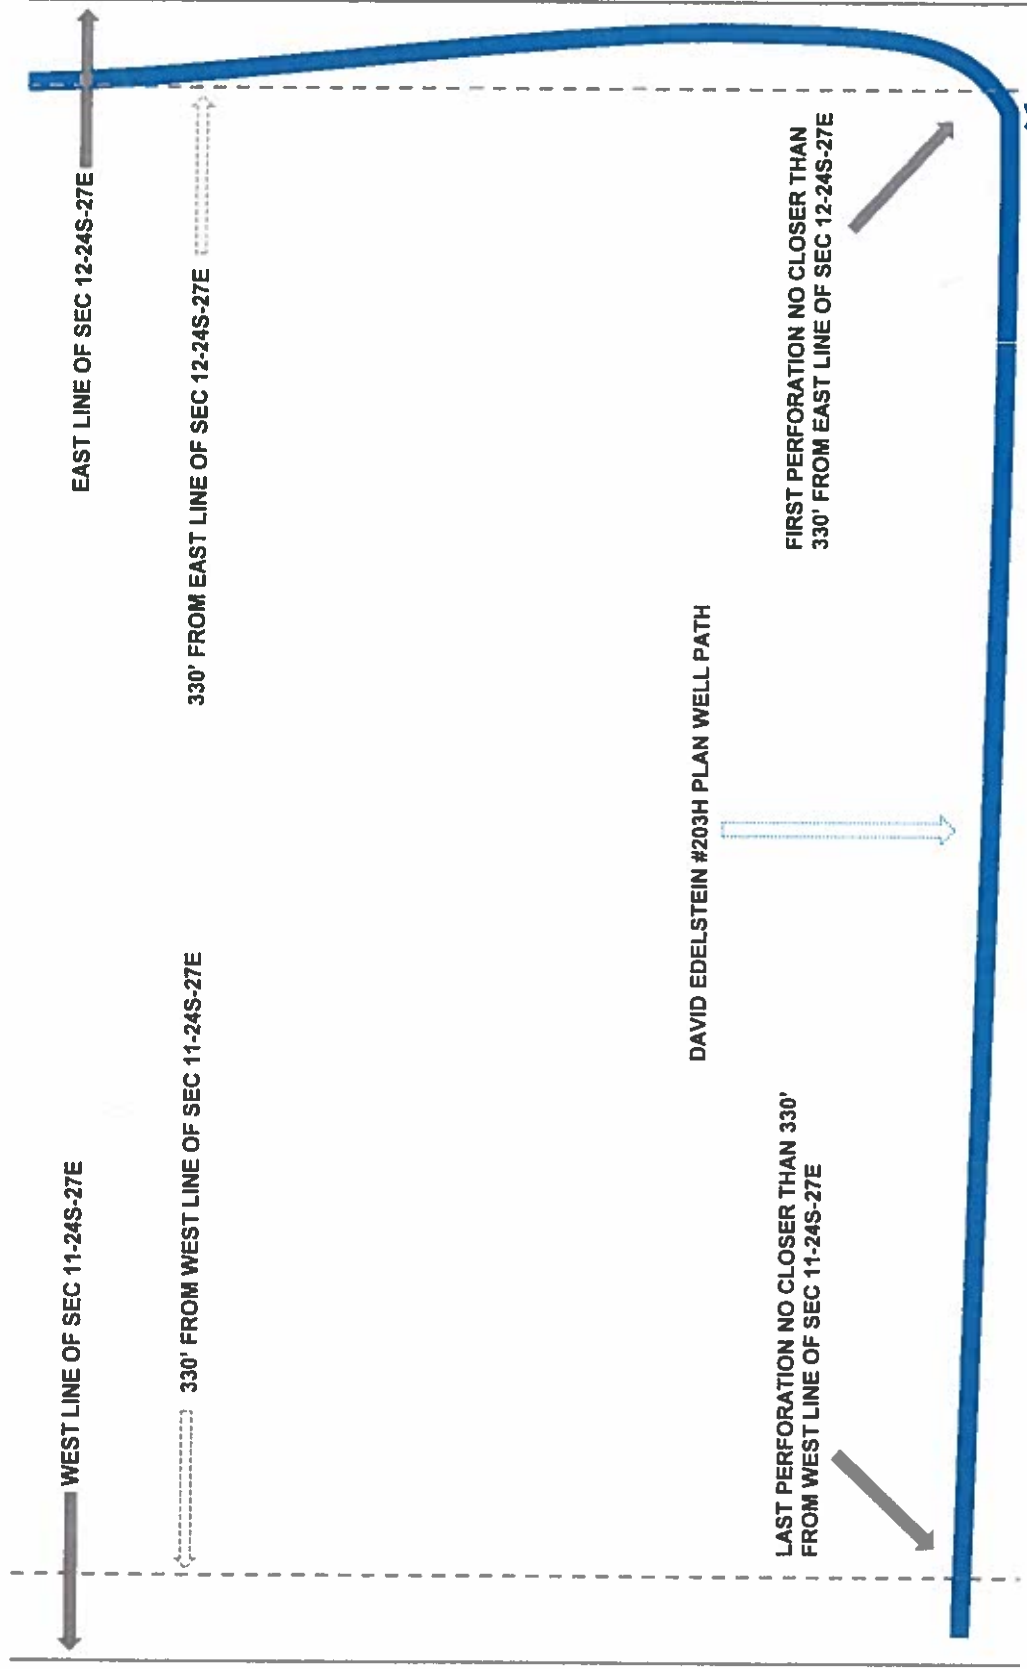 WEST LINE OF SEC 11-24S-27E
EAST LINE OF SEC 12-24S-27E
330' FROM WEST LINE OF SEC 11-24S-27E
330' FROM EAST LINE OF SEC 12-24S-27E
DAVID EDELSTEIN #203H PLAN WELL PATH
LAST PERFORATION NO CLOSER THAN 330'
FROM WEST LINE OF SEC 11-24S-27E
FIRST PERFORATION NO CLOSER THAN
330' FROM EAST LINE OF SEC 12-24S-27E